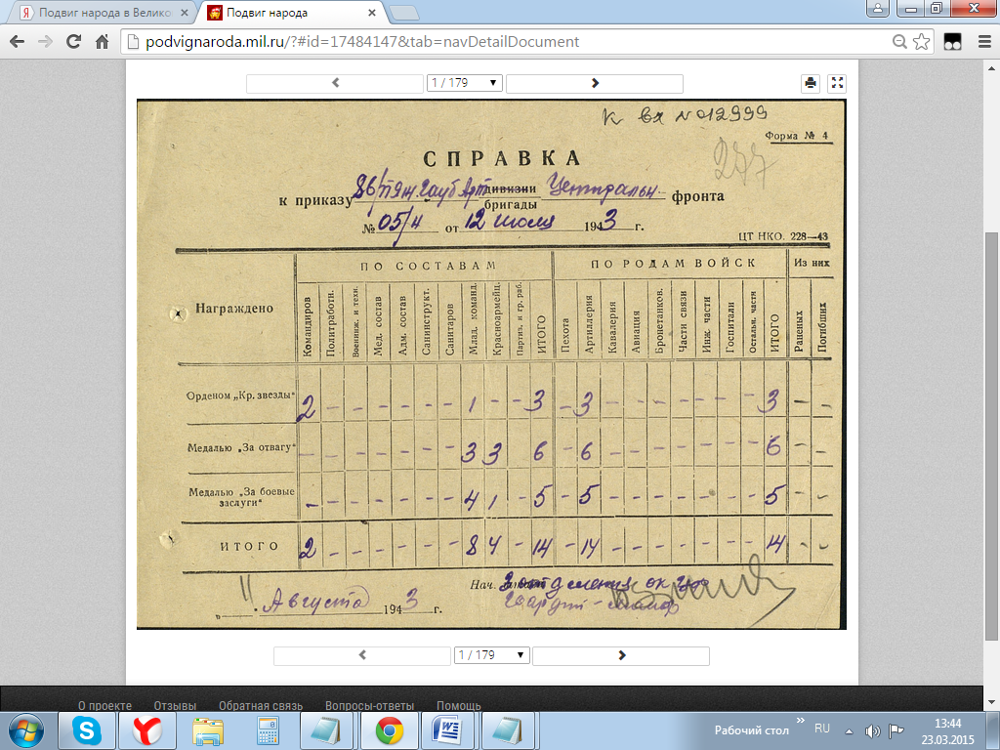 Подвиг народа в Велико
Подвиг народа
podvignaroda.mil.ru/?#id=17484147&tab=navDetailDocument
1 / 179
К вх №012999
Форма № 4
277
СПРАВКА
к приказу 86 тяж. Гауб Арт дивизии бригады Центральн. фронта
№ 05/н от 12 июля 1943 г.
ЦТ НКО. 228—43
Награждено ПО СОСТАВАМ ПО РОДАМ ВОЙСК Из них
Командиров Политработн. Военинж. и техн. Мед. состав Адм. состав Санинструкт. Санитаров Млад. команд. Красноармейц. Партиз. и гр. раб. ИТОГО Пехота Артиллерия Кавалерия Авиация Бронетанков. Части связи Инж. части Госпитали Остальн. части ИТОГО Раненых Погибших
Орденом „Кр. звезды" 2 - - - - - - 1 - - 3 - 3 - - - - - - - 3 - -
Медалью „За отвагу" - - - - - - - 3 3 - 6 - 6 - - - - - - - 6 - -
Медалью „За боевые заслуги" - - - - - - - 4 1 - 5 - 5 - - - - - - - 5 - -
ИТОГО 2 - - - - - - 8 4 - 14 - 14 - - - - - - - 14 - -
Нач. отделения ок
„ 11 " Августа 1943 г.
1 / 179
О проекте Отзывы Обратная связь Вопросы-ответы Помощь
Рабочий стол » RU 13:44
23.03.2015